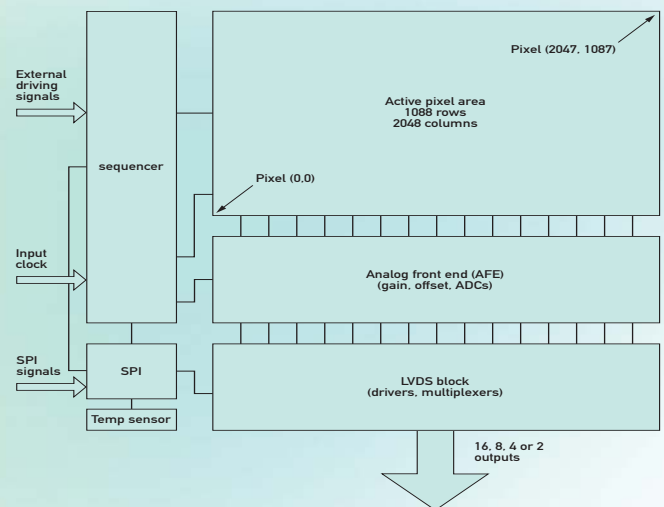 Pixel (2047, 1087)
External
driving
signals
Active pixel area
1088 rows
2048 columns
sequencer
Pixel (0,0)
Input
clock
Analog front end (AFE)
(gain, offset, ADCs)
SPI
signals
SPI
LVDS block
(drivers, multiplexers)
Temp sensor
16, 8, 4 or 2
outputs